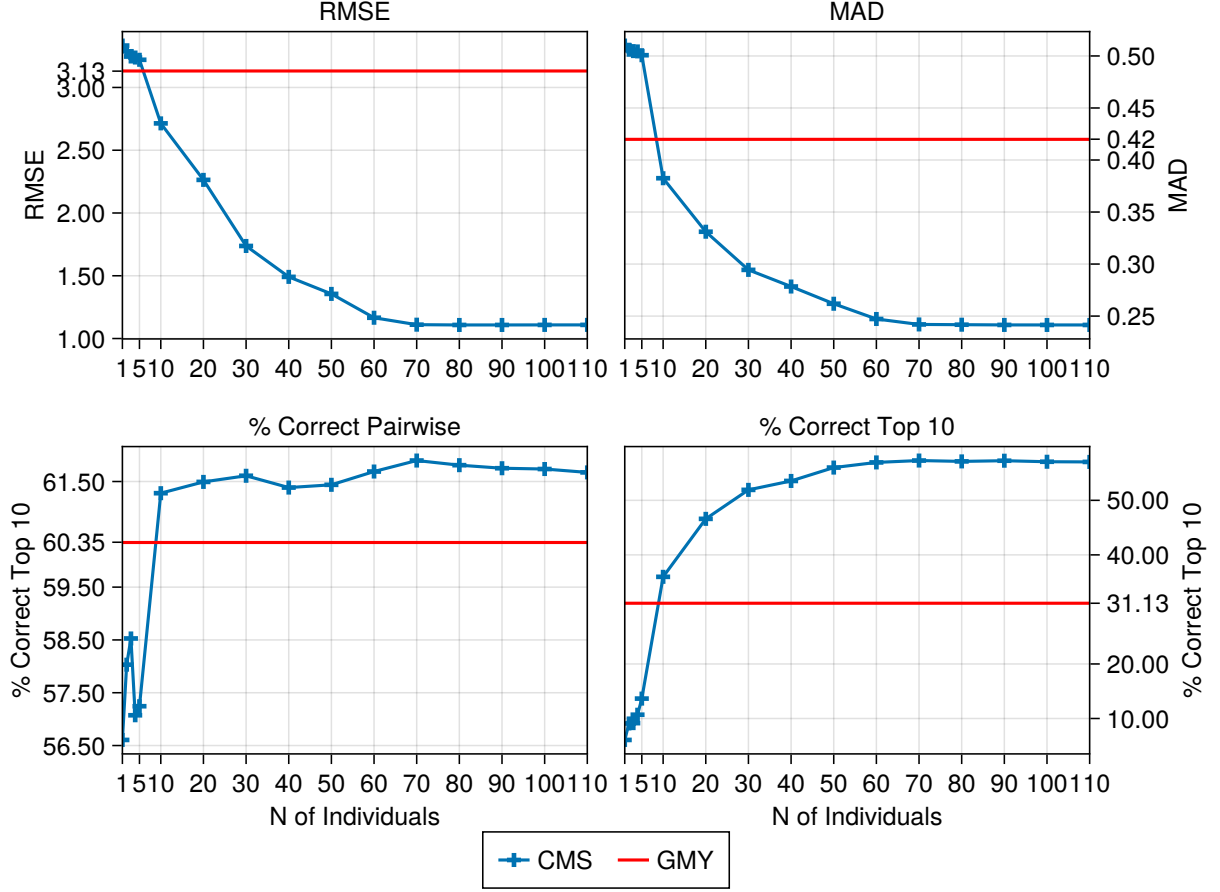 RMSE
MAD
3.13
3.00
2.50
2.00
1.50
1.00
RMSE
0.50
0.45
0.42
0.40
0.35
0.30
0.25
MAD
1 5 10 20 30 40 50 60 70 80 90 100 110
1 5 10 20 30 40 50 60 70 80 90 100 110
% Correct Pairwise
% Correct Top 10
61.50
60.35
59.50
58.50
57.50
56.50
% Correct Top 10
50.00
40.00
31.13
20.00
10.00
% Correct Top 10
1 5 10 20 30 40 50 60 70 80 90 100 110
1 5 10 20 30 40 50 60 70 80 90 100 110
N of Individuals
N of Individuals
CMS GMY